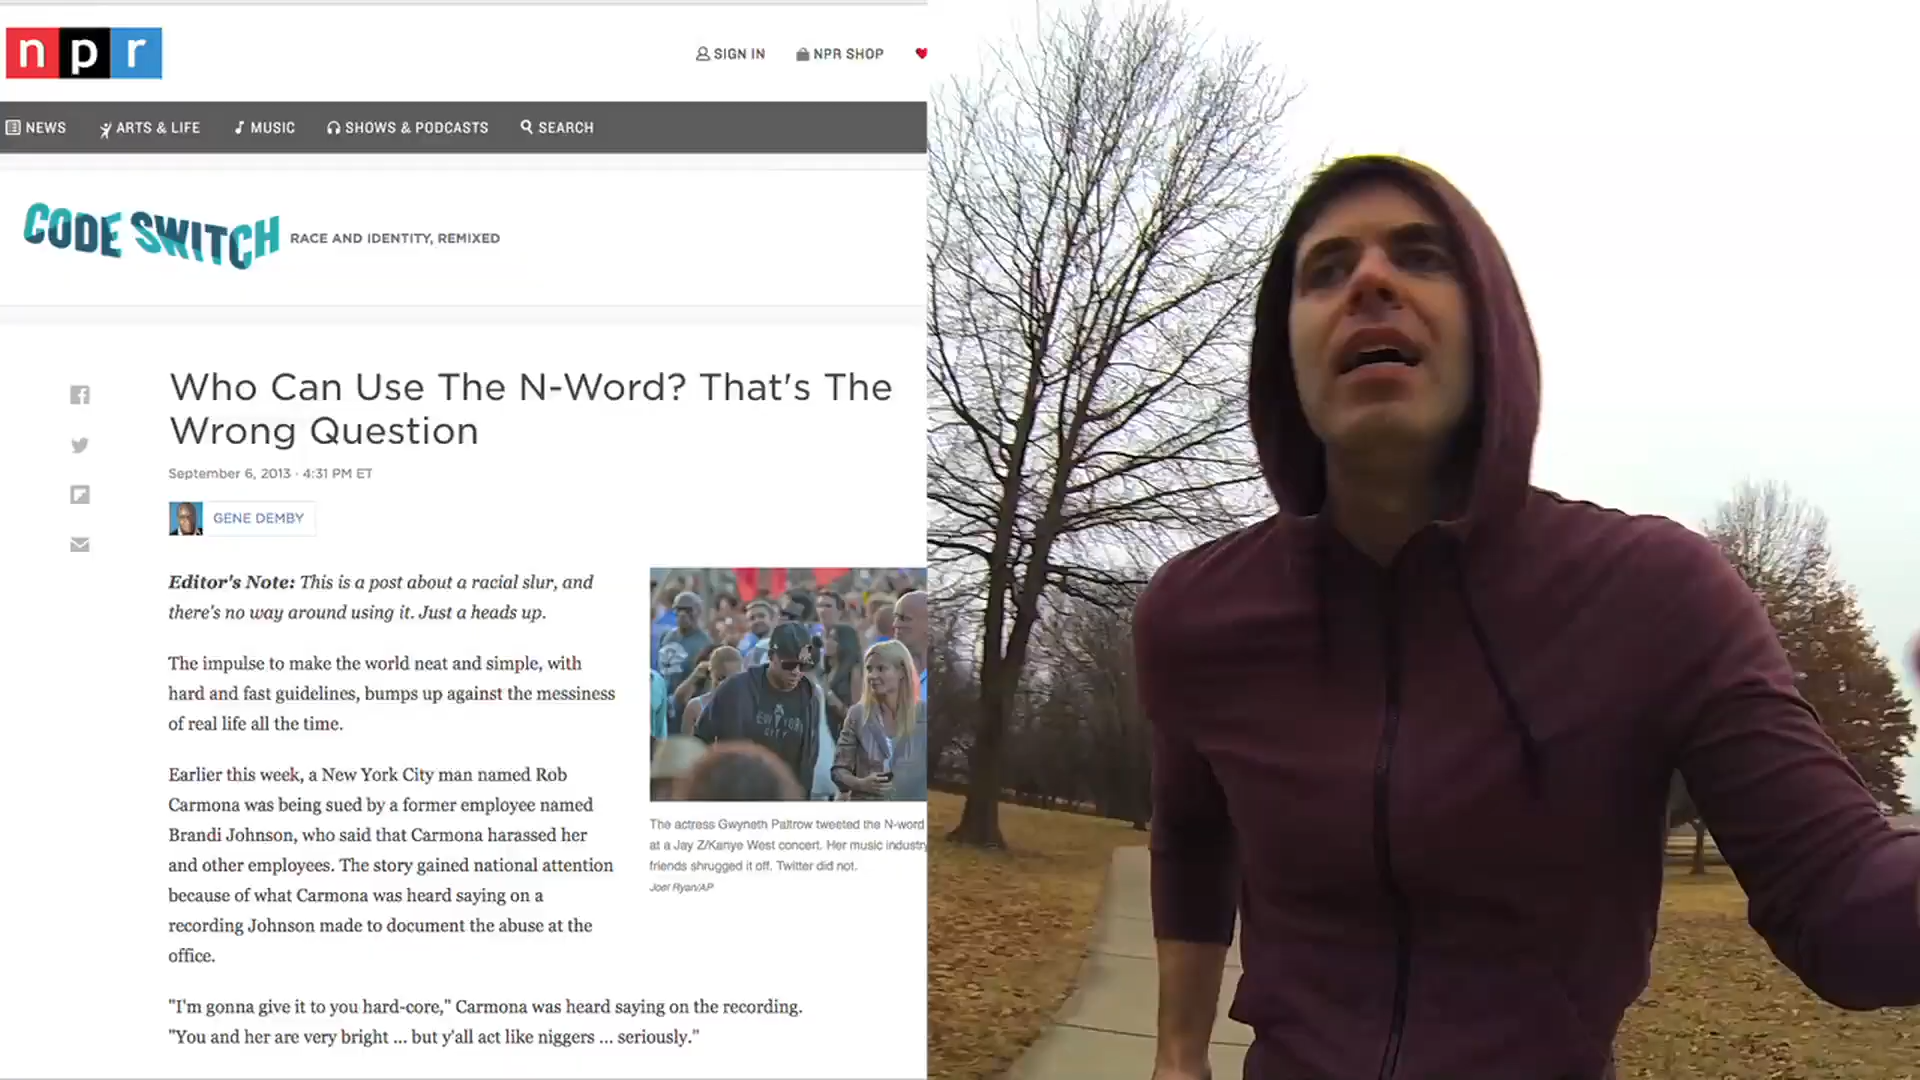 npr
SIGN IN
NPR SHOP
NEWS
ARTS & LIFE
MUSIC
SHOWS & PODCASTS
SEARCH
CODE SWITCH
RACE AND IDENTITY, REMIXED
Who Can Use The N-Word? That's The
Wrong Question
September 6, 2013 · 4:31 PM ET
GENE DEMBY
Editor's Note: This is a post about a racial slur, and
there's no way around using it. Just a heads up.
The impulse to make the world neat and simple, with
hard and fast guidelines, bumps up against the messiness
of real life all the time.
Earlier this week, a New York City man named Rob
Carmona was being sued by a former employee named
Brandi Johnson, who said that Carmona harassed her
and other employees. The story gained national attention
because of what Carmona was heard saying on a
recording Johnson made to document the abuse at the
office.
NEW YORK
CITY
The actress Gwyneth Paltrow tweeted the N-word
at a Jay Z/Kanye West concert. Her music industry
friends shrugged it off. Twitter did not.
Joel Ryan/AP
"I'm gonna give it to you hard-core," Carmona was heard saying on the recording.
"You and her are very bright ... but y'all act like niggers ... seriously."